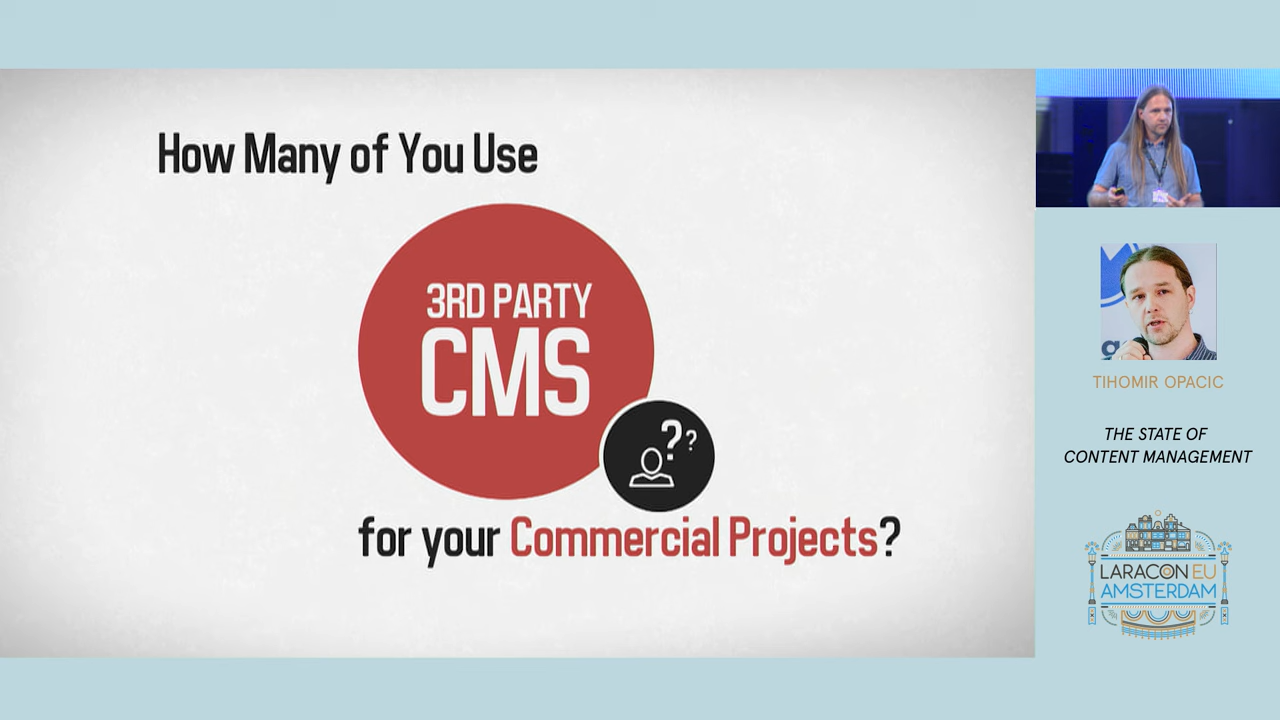 How Many of You Use
3RD PARTY
CMS
? ?
for your Commercial Projects?
TIHOMIR OPACIC
THE STATE OF
CONTENT MANAGEMENT
LARACON EU
AMSTERDAM